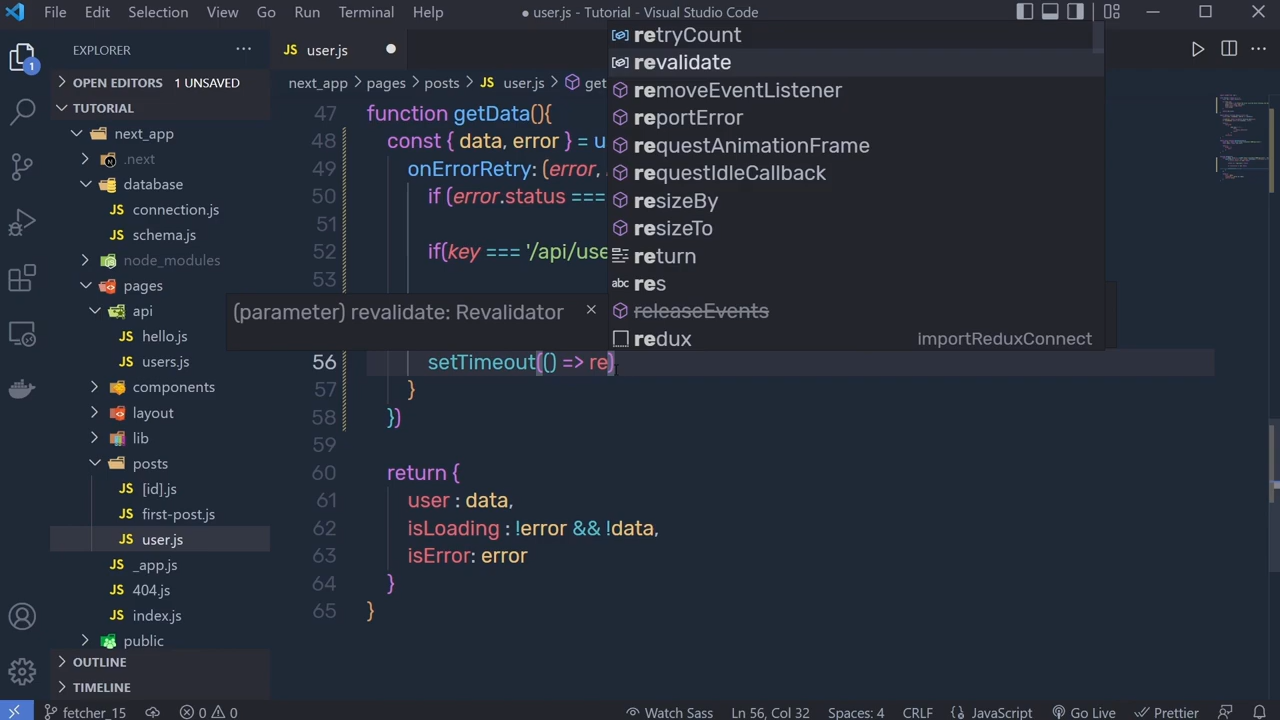 File Edit Selection View Go Run Terminal Help
user.js - Tutorial - Visual Studio Code
EXPLORER
1
OPEN EDITORS 1 UNSAVED
TUTORIAL
next_app
.next
database
connection.js
schema.js
node_modules
pages
api
hello.js
users.js
components
layout
lib
posts
[id].js
first-post.js
user.js
_app.js
404.js
index.js
public
OUTLINE
TIMELINE
JS user.js
next_app > pages > posts > JS user.js > get
47 function getData(){
48 const { data, error } = u
49 onErrorRetry: (error,
50 if (error.status ===
51
52 if(key === '/api/use
53
56 setTimeout(() => re)
57 }
58 })
59
60 return {
61 user : data,
62 isLoading : !error && !data,
63 isError: error
64 }
65 }
retryCount
revalidate
removeEventListener
reportError
requestAnimationFrame
requestIdleCallback
resizeBy
resizeTo
return
abc res
releaseEvents
redux importReduxConnect
(parameter) revalidate: Revalidator
fetcher_15 0 0 Watch Sass Ln 56, Col 32 Spaces: 4 CRLF JavaScript Go Live Prettier